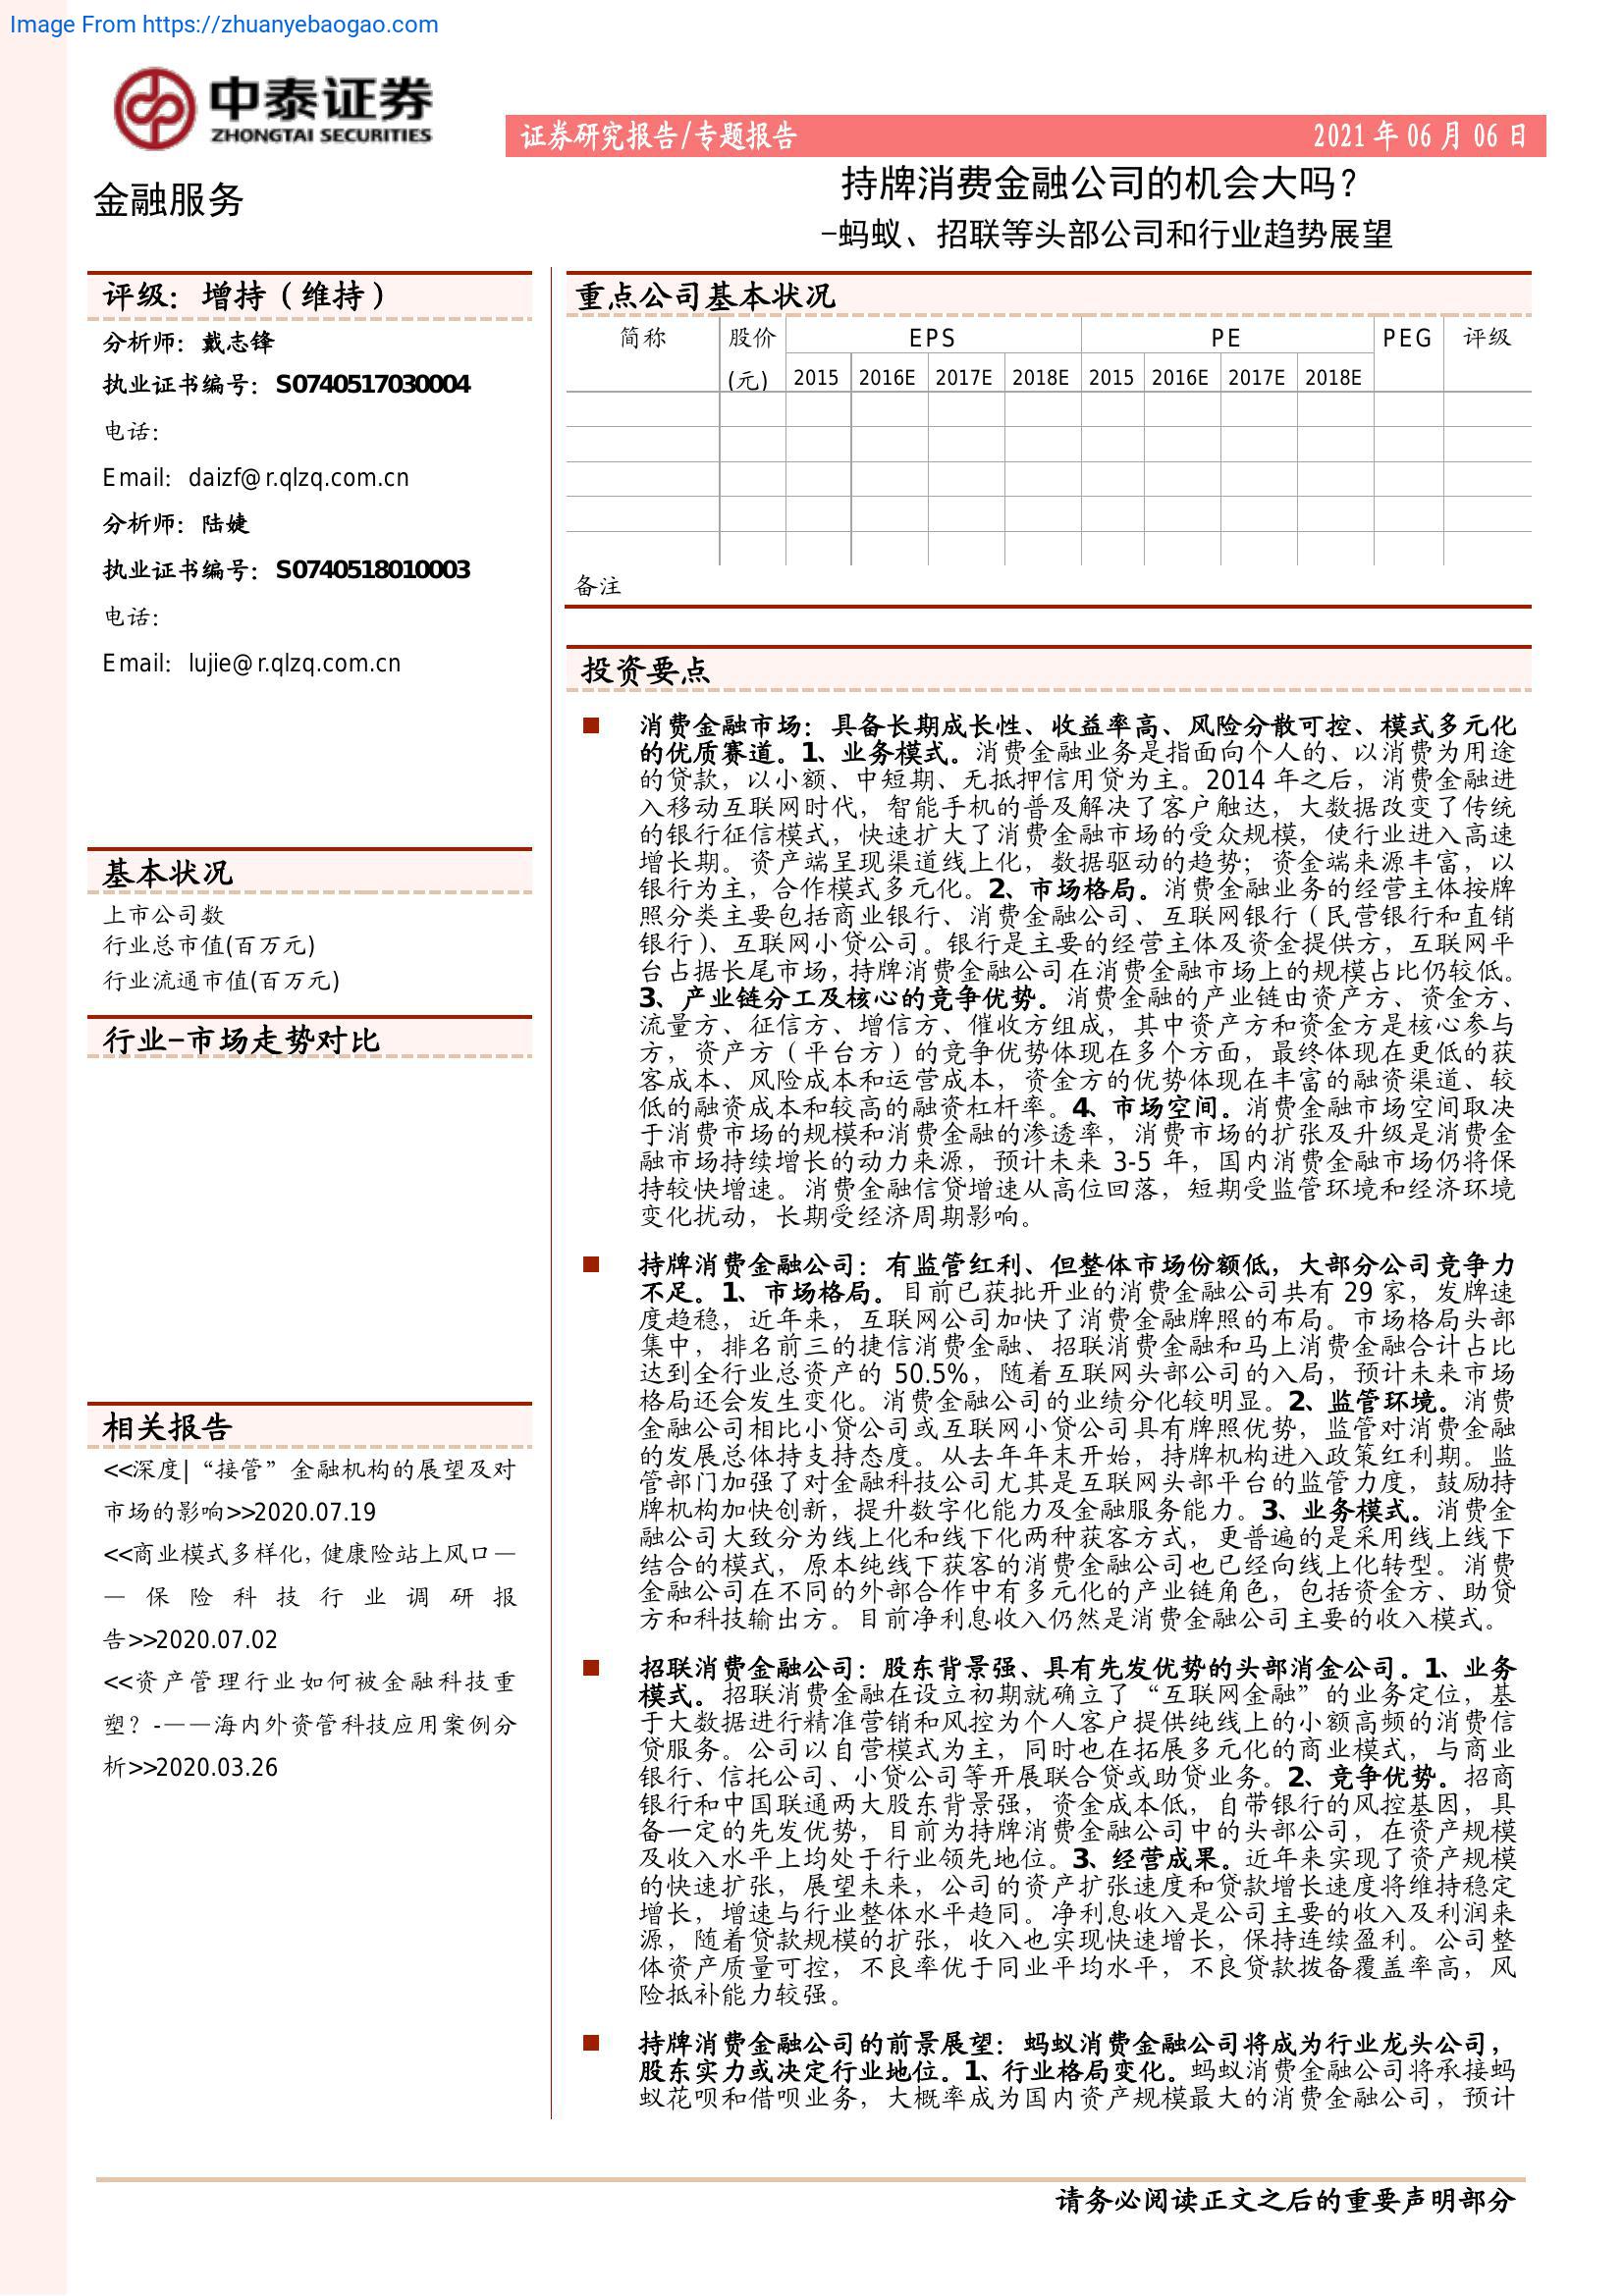 Image From https://zhuanyebaogao.com
中泰证券
ZHONGTAI SECURITIES
证券研究报告/专题报告
2021 年 06 月 06 日
金融服务
持牌消费金融公司的机会大吗？
-蚂蚁、招联等头部公司和行业趋势展望
评级：增持（维持）
分析师：戴志锋
执业证书编号：S0740517030004
电话：
Email：daizf@r.qlzq.com.cn
分析师：陆婕
执业证书编号：S0740518010003
电话：
Email：lujie@r.qlzq.com.cn
基本状况
上市公司数
行业总市值(百万元)
行业流通市值(百万元)
行业-市场走势对比
相关报告
<<深度|“接管”金融机构的展望及对
市场的影响>>2020.07.19
<<商业模式多样化，健康险站上风口—
—保险科技行业调研报
告>>2020.07.02
<<资产管理行业如何被金融科技重
塑？-——海内外资管科技应用案例分
析>>2020.03.26
重点公司基本状况
简称 股价 EPS PE PEG 评级
(元) 2015 2016E 2017E 2018E 2015 2016E 2017E 2018E
备注
投资要点
■ 消费金融市场：具备长期成长性、收益率高、风险分散可控、模式多元化
的优质赛道。1、业务模式。消费金融业务是指面向个人的、以消费为用途
的贷款，以小额、中短期、无抵押信用贷为主。2014 年之后，消费金融进
入移动互联网时代，智能手机的普及解决了客户触达，大数据改变了传统
的银行征信模式，快速扩大了消费金融市场的受众规模，使行业进入高速
增长期。资产端呈现渠道线上化，数据驱动的趋势；资金端来源丰富，以
银行为主，合作模式多元化。2、市场格局。消费金融业务的经营主体按牌
照分类主要包括商业银行、消费金融公司、互联网银行（民营银行和直销
银行）、互联网小贷公司。银行是主要的经营主体及资金提供方，互联网平
台占据长尾市场，持牌消费金融公司在消费金融市场上的规模占比仍较低。
3、产业链分工及核心的竞争优势。消费金融的产业链由资产方、资金方、
流量方、征信方、增信方、催收方组成，其中资产方和资金方是核心参与
方，资产方（平台方）的竞争优势体现在多个方面，最终体现在更低的获
客成本、风险成本和运营成本，资金方的优势体现在丰富的融资渠道、较
低的融资成本和较高的融资杠杆率。4、市场空间。消费金融市场空间取决
于消费市场的规模和消费金融的渗透率，消费市场的扩张及升级是消费金
融市场持续增长的动力来源，预计未来 3-5 年，国内消费金融市场仍将保
持较快增速。消费金融信贷增速从高位回落，短期受监管环境和经济环境
变化扰动，长期受经济周期影响。
■ 持牌消费金融公司：有监管红利、但整体市场份额低，大部分公司竞争力
不足。1、市场格局。目前已获批开业的消费金融公司共有 29 家，发牌速
度趋稳，近年来，互联网公司加快了消费金融牌照的布局。市场格局头部
集中，排名前三的捷信消费金融、招联消费金融和马上消费金融合计占比
达到全行业总资产的 50.5%，随着互联网头部公司的入局，预计未来市场
格局还会发生变化。消费金融公司的业绩分化较明显。2、监管环境。消费
金融公司相比小贷公司或互联网小贷公司具有牌照优势，监管对消费金融
的发展总体持支持态度。从去年年末开始，持牌机构进入政策红利期。监
管部门加强了对金融科技公司尤其是互联网头部平台的监管力度，鼓励持
牌机构加快创新，提升数字化能力及金融服务能力。3、业务模式。消费金
融公司大致分为线上化和线下化两种获客方式，更普遍的是采用线上线下
结合的模式，原本纯线下获客的消费金融公司也已经向线上化转型。消费
金融公司在不同的外部合作中有多元化的产业链角色，包括资金方、助贷
方和科技输出方。目前净利息收入仍然是消费金融公司主要的收入模式。
■ 招联消费金融公司：股东背景强、具有先发优势的头部消金公司。1、业务
模式。招联消费金融在设立初期就确立了“互联网金融”的业务定位，基
于大数据进行精准营销和风控为个人客户提供纯线上的小额高频的消费信
贷服务。公司以自营模式为主，同时也在拓展多元化的商业模式，与商业
银行、信托公司、小贷公司等开展联合贷或助贷业务。2、竞争优势。招商
银行和中国联通两大股东背景强，资金成本低，自带银行的风控基因，具
备一定的先发优势，目前为持牌消费金融公司中的头部公司，在资产规模
及收入水平上均处于行业领先地位。3、经营成果。近年来实现了资产规模
的快速扩张，展望未来，公司的资产扩张速度和贷款增长速度将维持稳定
增长，增速与行业整体水平趋同。净利息收入是公司主要的收入及利润来
源，随着贷款规模的扩张，收入也实现快速增长，保持连续盈利。公司整
体资产质量可控，不良率优于同业平均水平，不良贷款拨备覆盖率高，风
险抵补能力较强。
■ 持牌消费金融公司的前景展望：蚂蚁消费金融公司将成为行业龙头公司，
股东实力或决定行业地位。1、行业格局变化。蚂蚁消费金融公司将承接蚂
蚁花呗和借呗业务，大概率成为国内资产规模最大的消费金融公司，预计
请务必阅读正文之后的重要声明部分